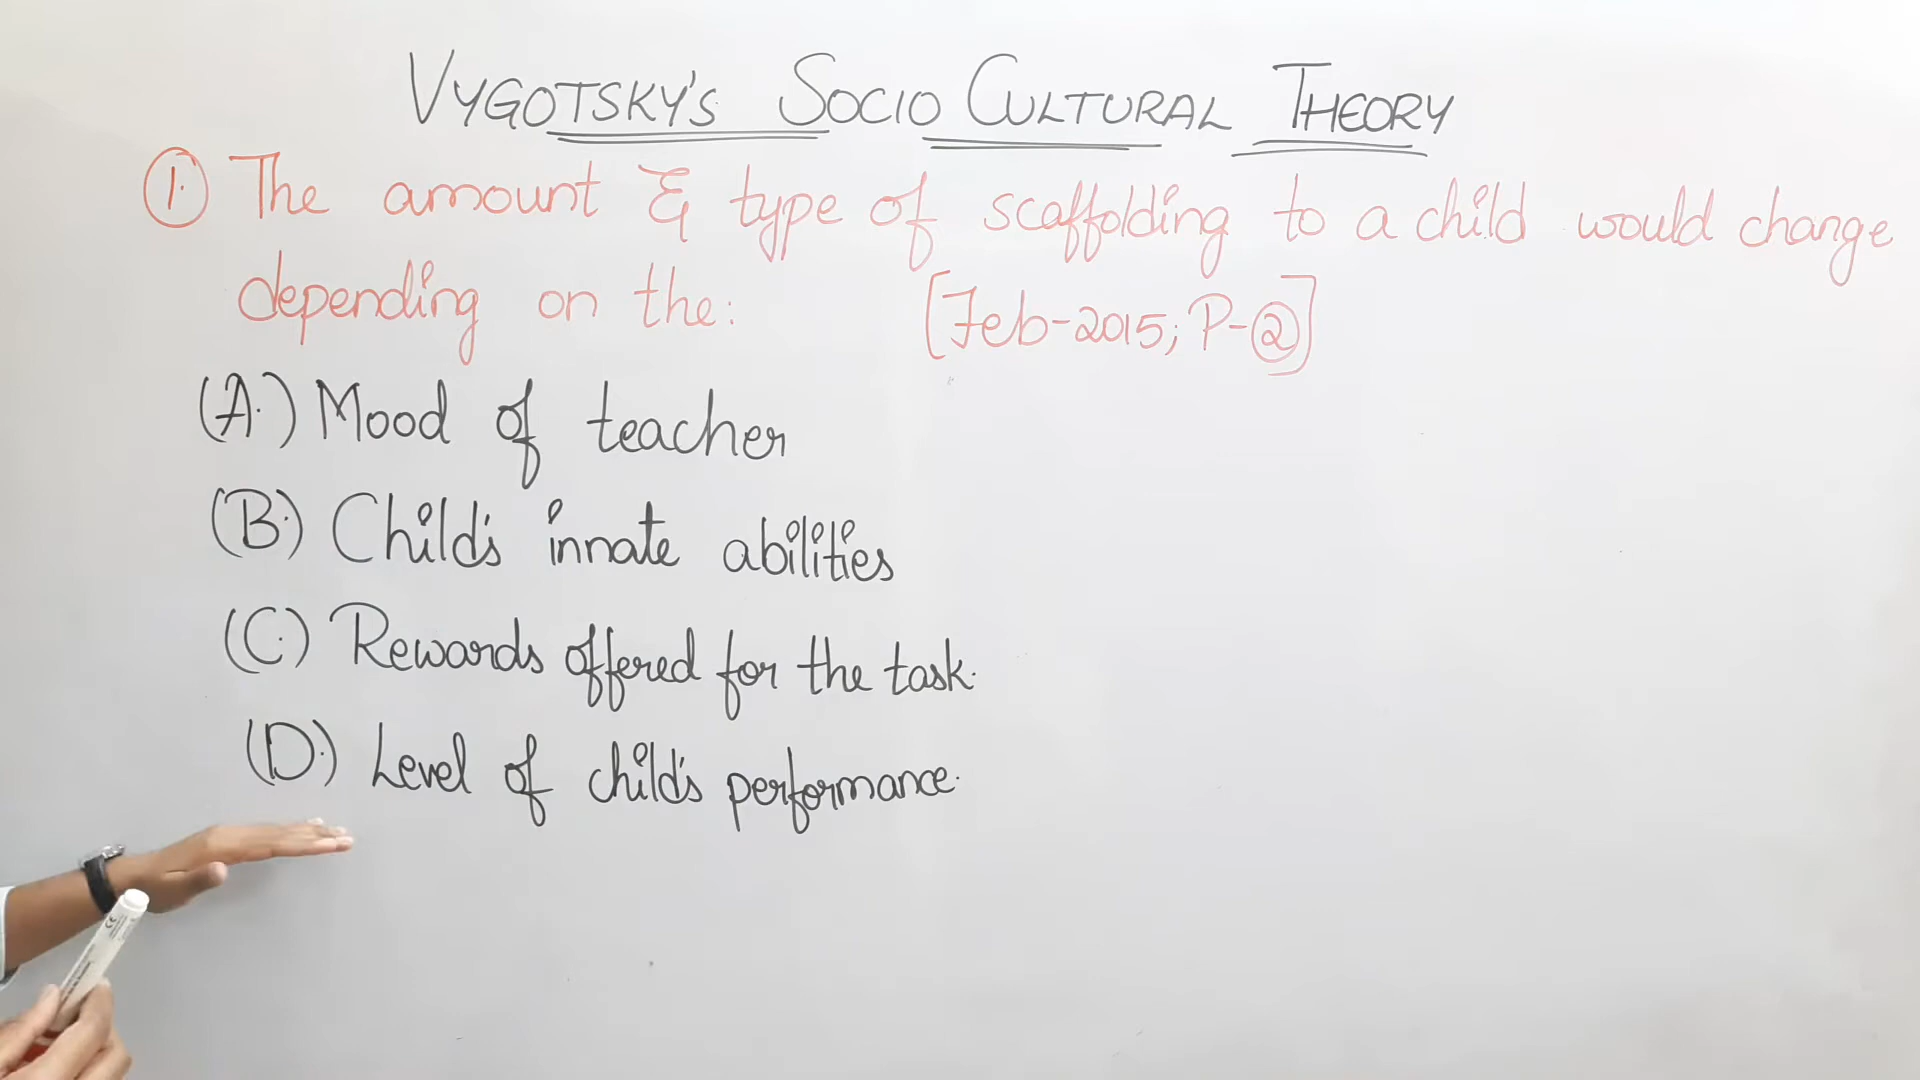 VYGOTSKY'S SOCIO CULTURAL THEORY
1. The amount & type of scaffolding to a child would change
depending on the: [Feb-2015; P-2]
(A.) Mood of teacher
(B.) Child's innate abilities
(C.) Rewards offered for the task.
(D.) Level of child's performance.